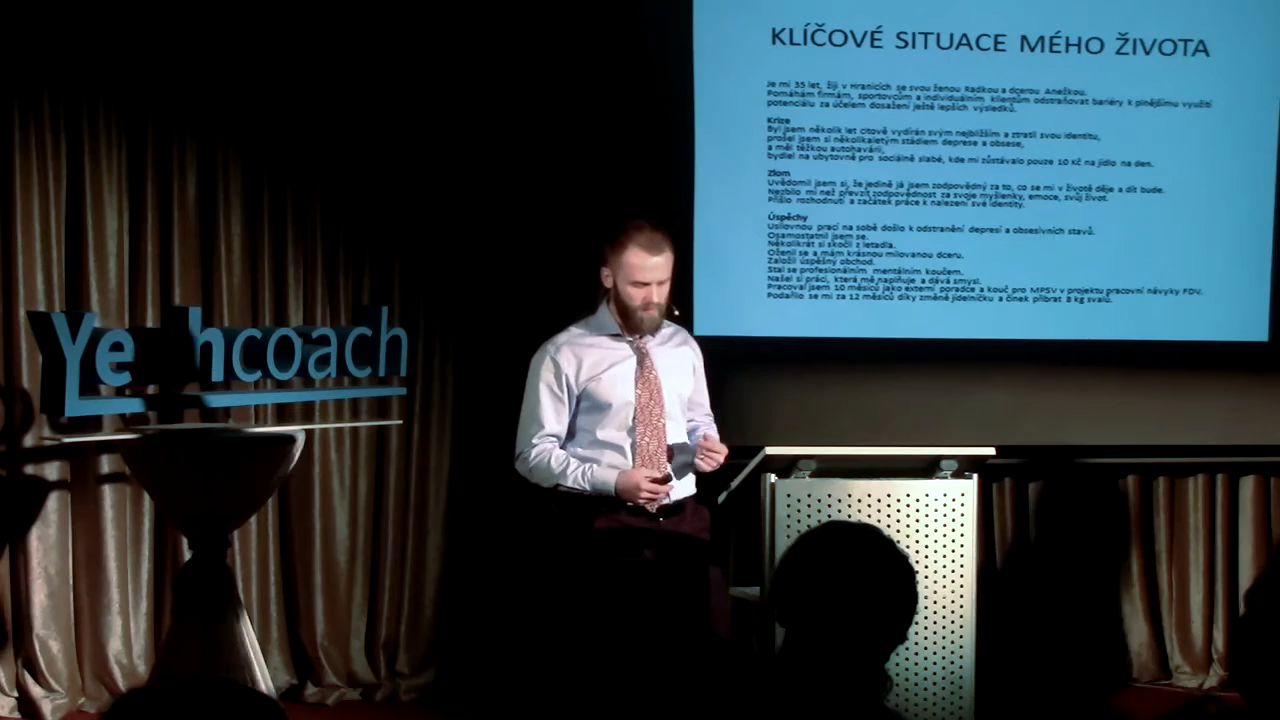 KLÍČOVÉ SITUACE MÉHO ŽIVOTA
Je mi 35 let, žiji v Hranicích se svou ženou Radkou a dcerou Anežkou.
Pomáhám firmám, sportovcům a individuálním klientům odstraňovat bariéry k plnějšímu využití
potenciálu za účelem dosažení ještě lepších výsledků.
Krize
Byl jsem několik let citově vydírán svým nejbližším a ztratil svou identitu,
prošel jsem si několikaletým stádiem deprese a obsese,
a měl těžkou autohavárii,
bydlel na ubytovně pro sociálně slabé, kde mi zůstávalo pouze 10 Kč na jídlo na den.
Zlom
Uvědomil jsem si, že jedině já jsem zodpovědný za to, co se mi v životě děje a dít bude.
Nezbylo mi než převzít zodpovědnost za svoje myšlenky, emoce, svůj život.
Přišlo rozhodnutí a začátek práce k nalezení své identity.
Úspěchy
Usilovnou prací na sobě došlo k odstranění depresí a obsesivních stavů.
Osamostatnil jsem se.
Několikrát si skočil z letadla.
Oženil se a mám krásnou milovanou dceru.
Založil úspěšný obchod.
Stal se profesionálním mentálním koučem.
Našel si práci, která mě naplňuje a dává smysl.
Pracoval jsem 10 měsíců jako externí poradce a kouč pro MPSV v projektu pracovní návyky FDV.
Podařilo se mi za 12 měsíců díky změně jídelníčku a činek přibrat 8 kg svalů.
Ye hcoach